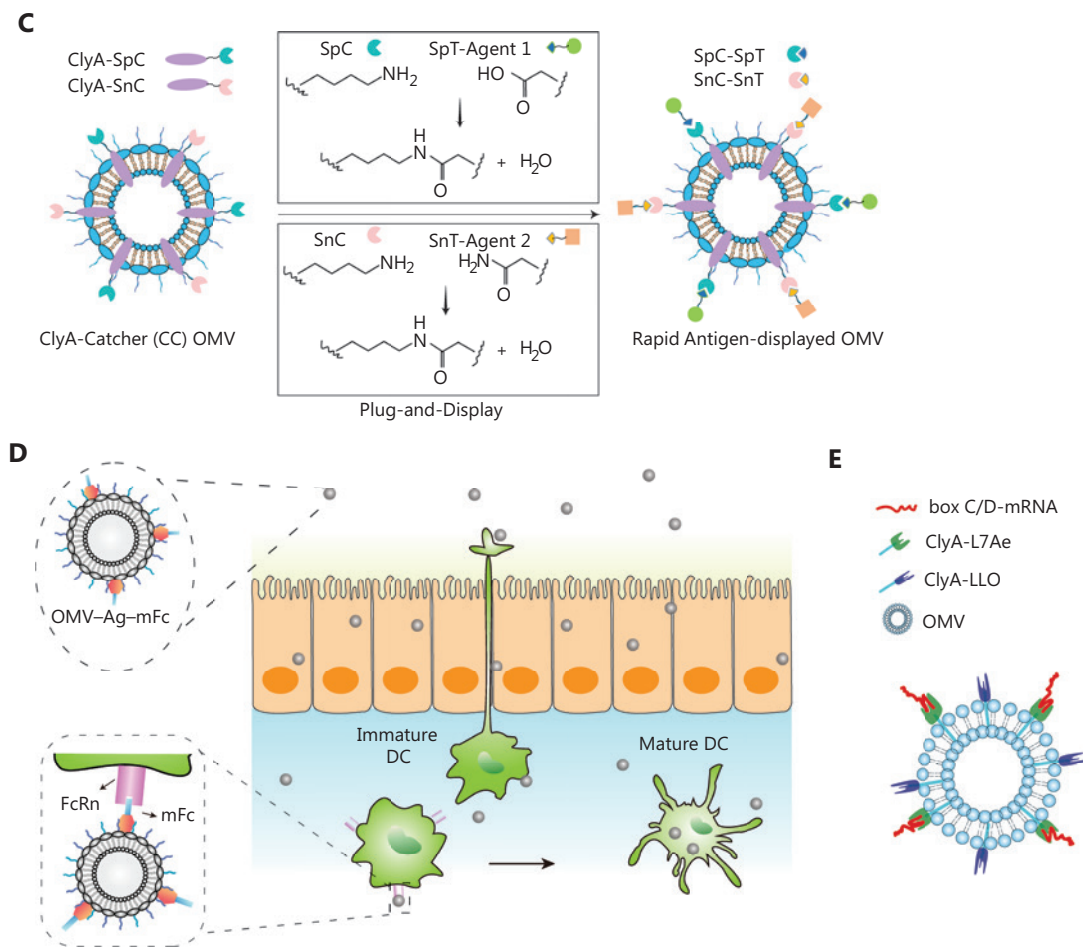 C
ClyA-SpC
ClyA-SnC
ClyA-Catcher (CC) OMV
SpC
SpT-Agent 1
NH2
HO
O
H
N
O
+ H2O
SnC
SnT-Agent 2
NH2
H2N
O
H
N
O
+ H2O
Plug-and-Display
SpC-SpT
SnC-SnT
Rapid Antigen-displayed OMV
D
OMV–Ag–mFc
FcRn
mFc
Immature
DC
Mature DC
E
box C/D-mRNA
ClyA-L7Ae
ClyA-LLO
OMV